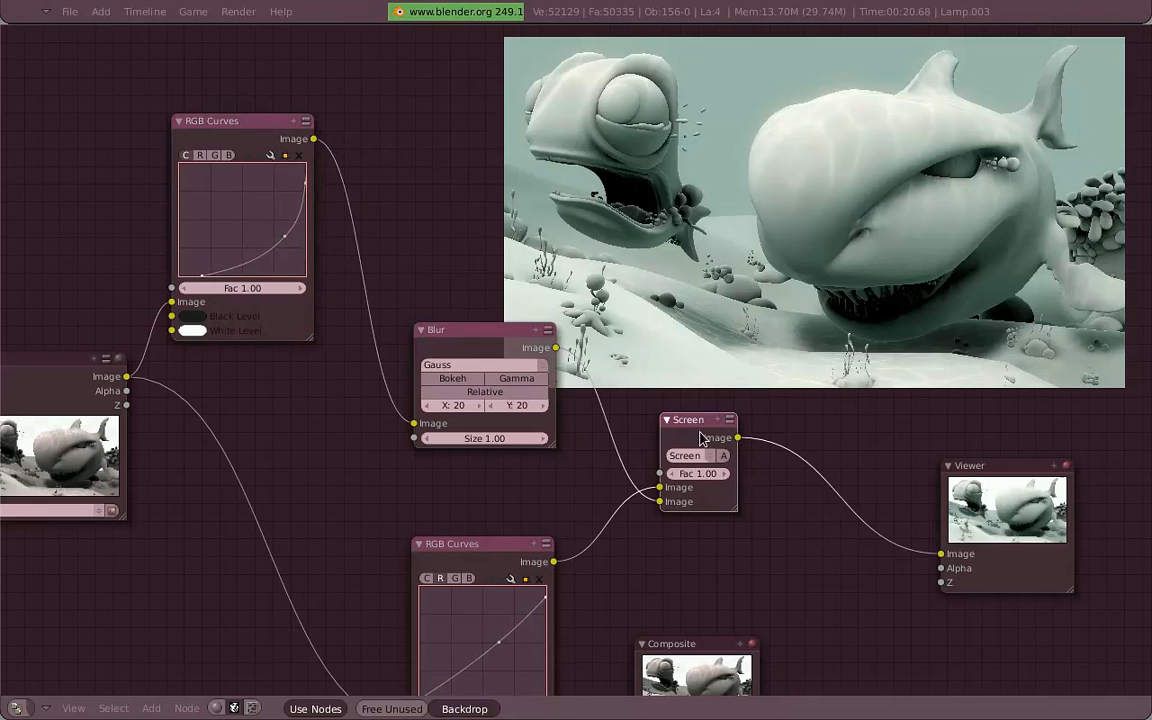 File Add Timeline Game Render Help www.blender.org 249.1 Ve:52129 | Fa:50335 | Ob:156-0 | La:4 | Mem:13.70M (29.74M) | Time:00:20.68 | Lamp.003
RGB Curves
Image
C R G B X
Fac 1.00
Image
Black Level
White Level
Blur
Image
Gauss
Bokeh Gamma
Relative
X: 20 Y: 20
Image
Size 1.00
Image
Alpha
Z
Screen
Image
Screen A
Fac 1.00
Image
Image
Viewer
Image
Alpha
Z
RGB Curves
Image
C R G B X
Composite
View Select Add Node Use Nodes Free Unused Backdrop